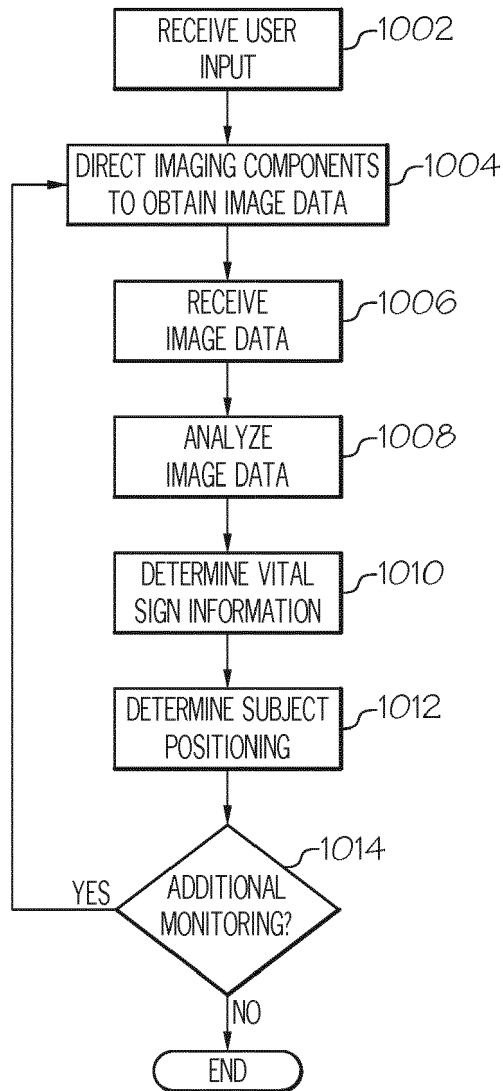 RECEIVE USER
INPUT
1002
DIRECT IMAGING COMPONENTS
TO OBTAIN IMAGE DATA
1004
RECEIVE
IMAGE DATA
1006
ANALYZE
IMAGE DATA
1008
DETERMINE VITAL
SIGN INFORMATION
1010
DETERMINE SUBJECT
POSITIONING
1012
1014
YES
ADDITIONAL
MONITORING?
NO
END